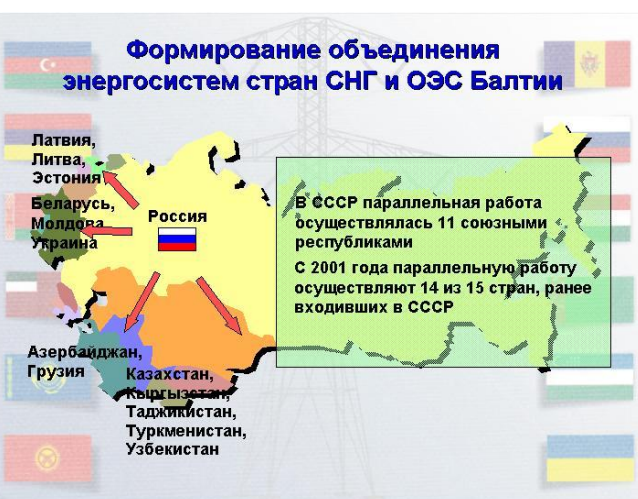 Формирование объединения
энергосистем стран СНГ и ОЭС Балтии
Латвия,
Литва,
Эстония
Беларусь,
Молдова,
Украина
Россия
В СССР параллельная работа
осуществлялась 11 союзными
республиками
С 2001 года параллельную работу
осуществляют 14 из 15 стран, ранее
входивших в СССР
Азербайджан,
Грузия
Казахстан,
Кыргызстан,
Таджикистан,
Туркменистан,
Узбекистан